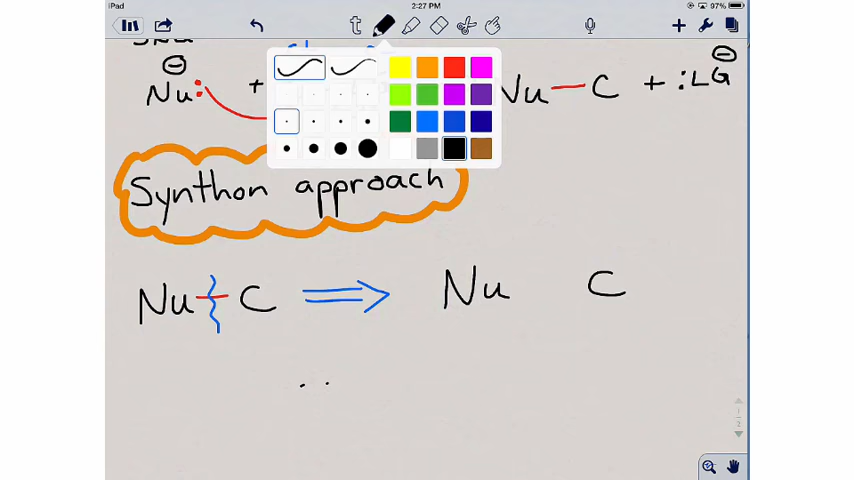 iPad 2:27 PM 97%
t
⊖ ⊖
Nu: + Nu—C + :LG
Synthon approach
Nu—C ⇒ Nu C